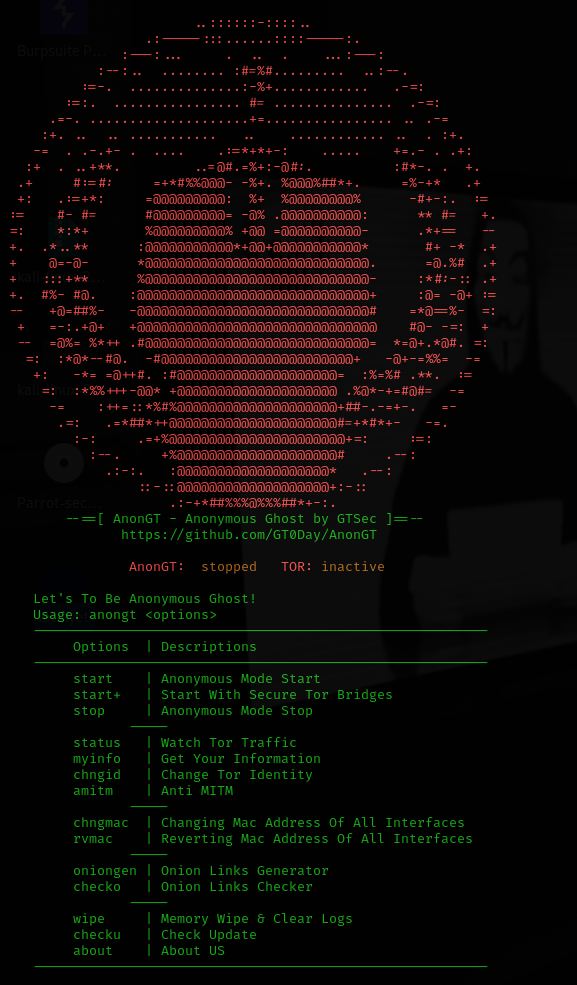 Burpsuite P...
Parrot-sec...
--==[ AnonGT - Anonymous Ghost by GTSec ]==--
https://github.com/GT0Day/AnonGT
AnonGT: stopped TOR: inactive
Let's To Be Anonymous Ghost!
Usage: anongt <options>
Options | Descriptions
start | Anonymous Mode Start
start+ | Start With Secure Tor Bridges
stop | Anonymous Mode Stop
status | Watch Tor Traffic
myinfo | Get Your Information
chngid | Change Tor Identity
amitm | Anti MITM
chngmac | Changing Mac Address Of All Interfaces
rvmac | Reverting Mac Address Of All Interfaces
oniongen | Onion Links Generator
checko | Onion Links Checker
wipe | Memory Wipe & Clear Logs
checku | Check Update
about | About US